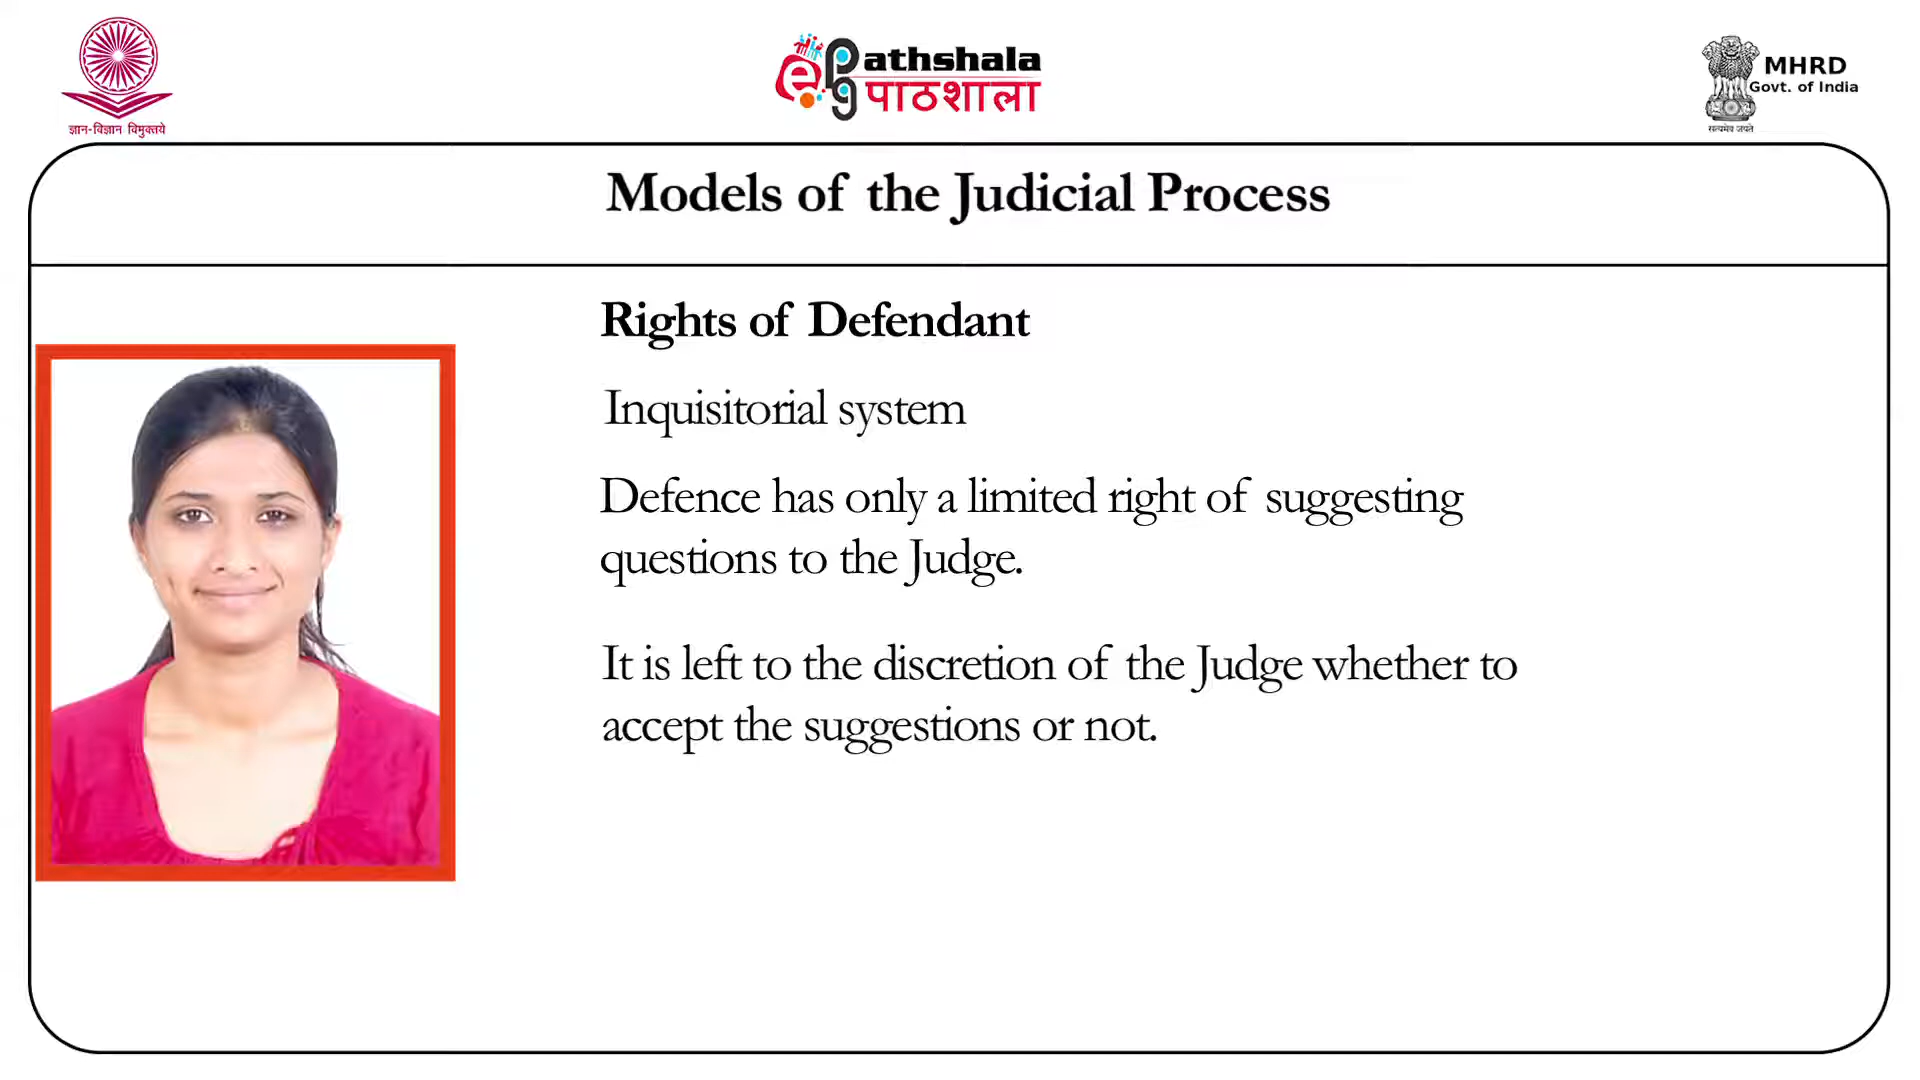 ज्ञान-विज्ञान विमुक्तये
ePG Pathshala
पाठशाला
MHRD
Govt. of India
सत्यमेव जयते
Models of the Judicial Process
Rights of Defendant
Inquisitorial system
Defence has only a limited right of suggesting
questions to the Judge.
It is left to the discretion of the Judge whether to
accept the suggestions or not.